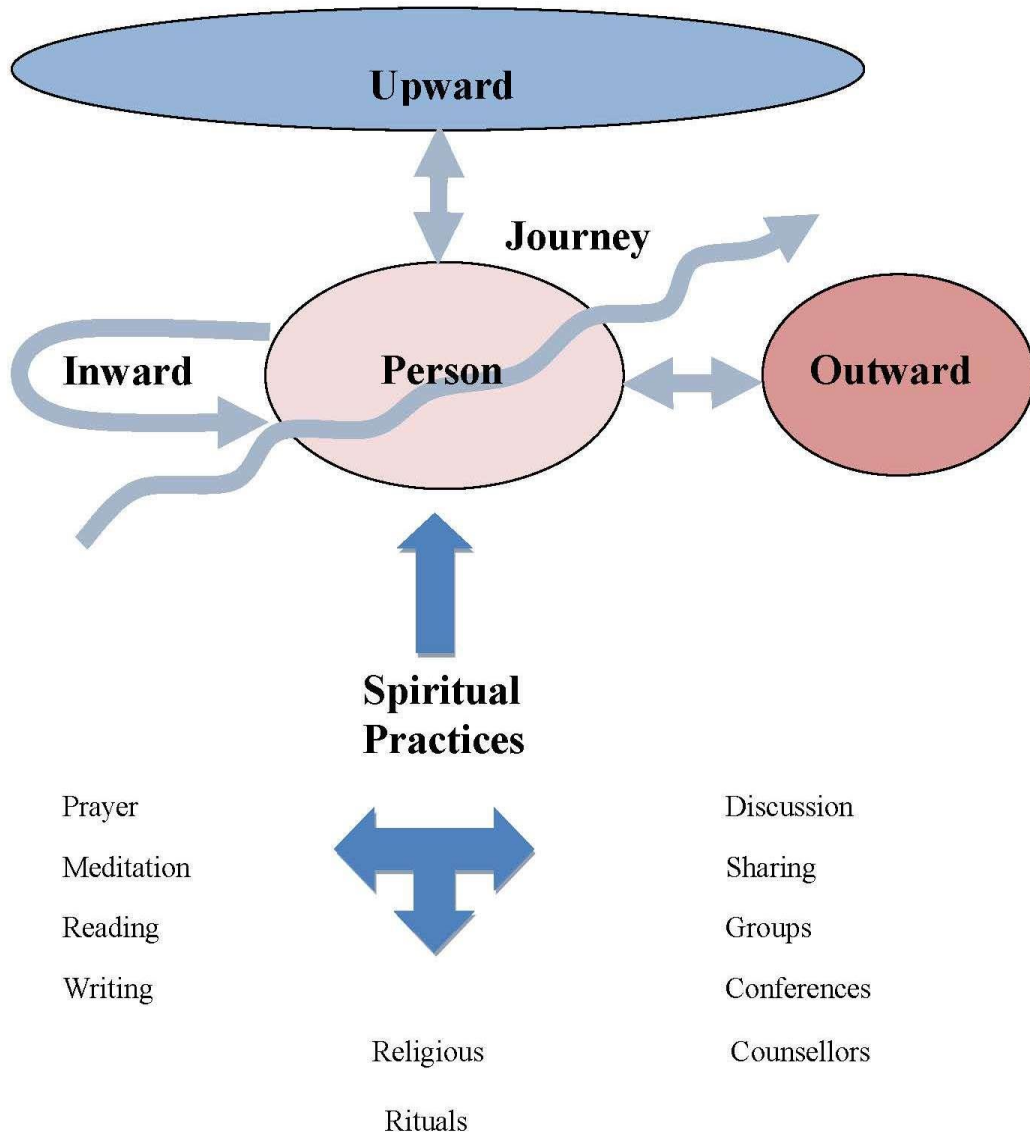 Upward
Journey
Inward
Person
Outward
Spiritual
Practices
Prayer
Discussion
Meditation
Sharing
Reading
Groups
Writing
Conferences
Religious
Counsellors
Rituals